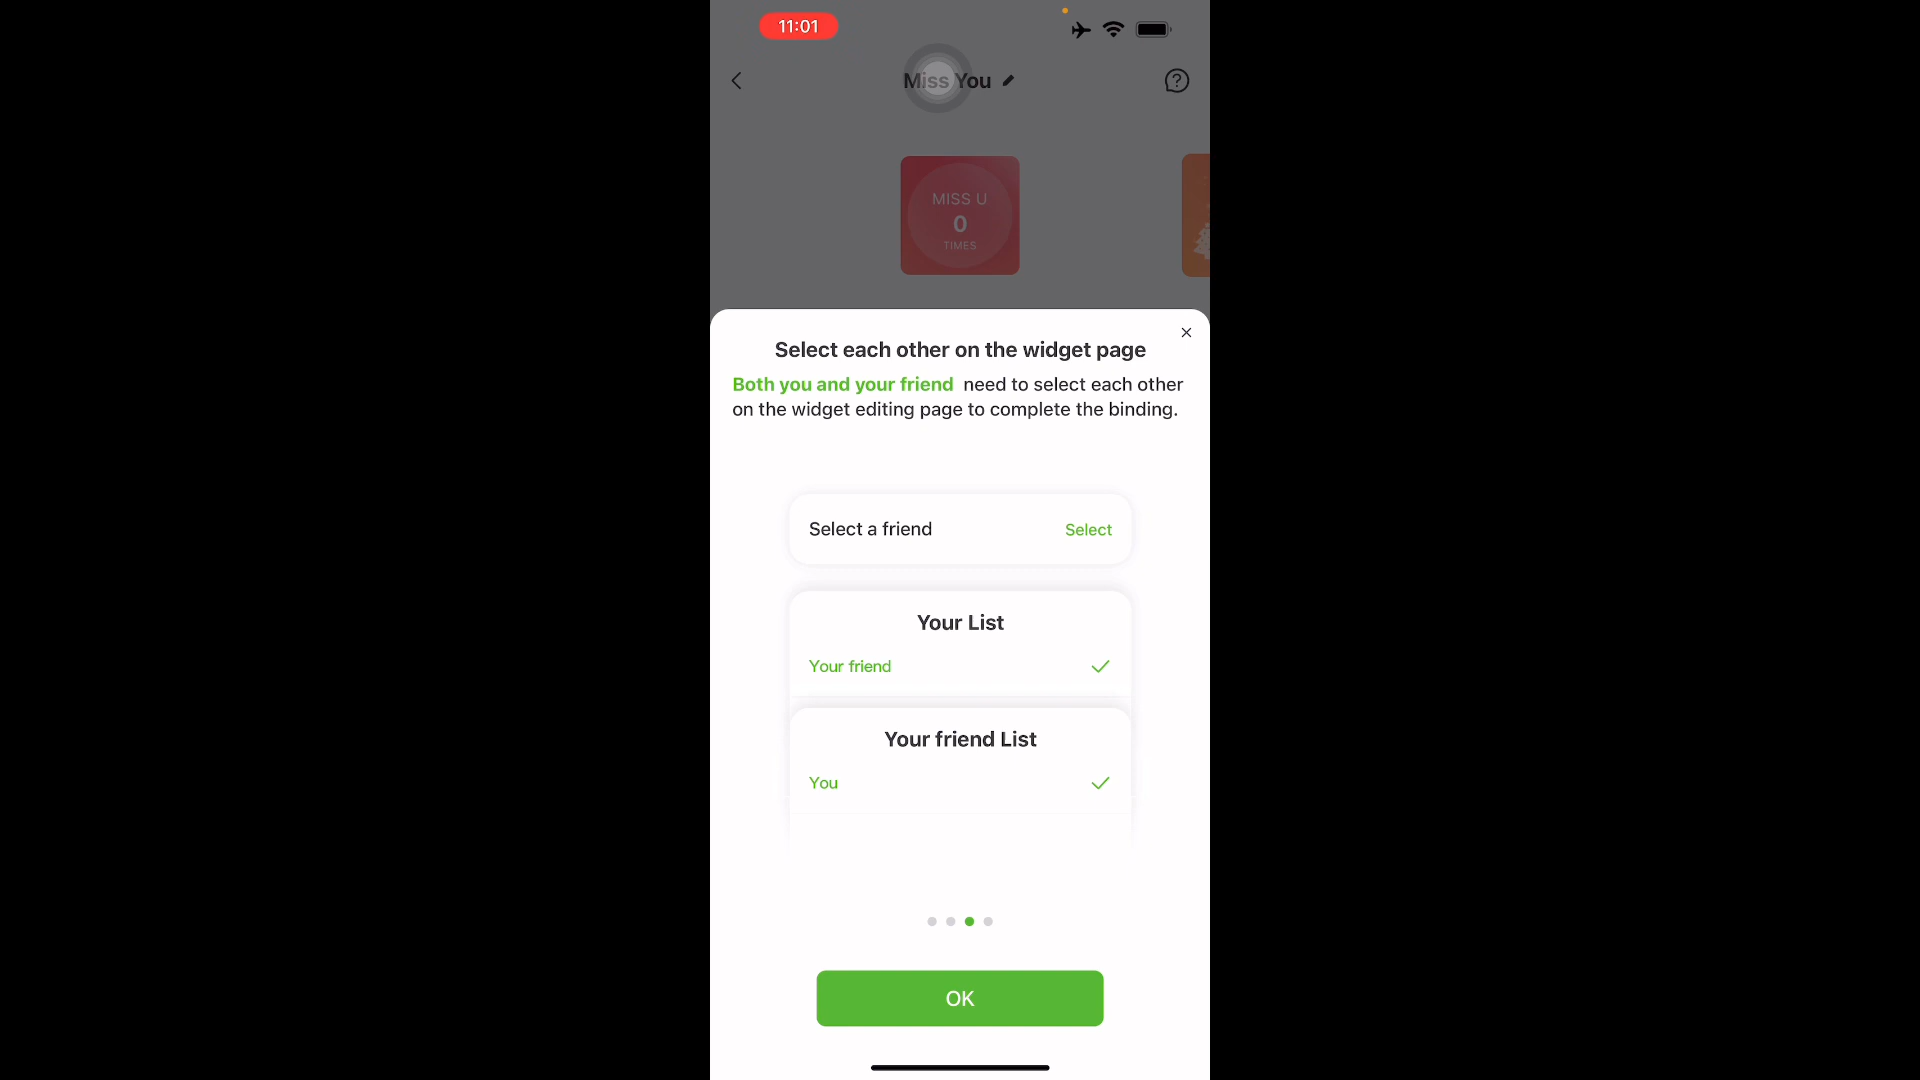 11:01
Miss You
MISS U
0
TIMES
Select each other on the widget page
Both you and your friend need to select each other
on the widget editing page to complete the binding.
Select a friend Select
Your List
Your friend
Your friend List
You
OK